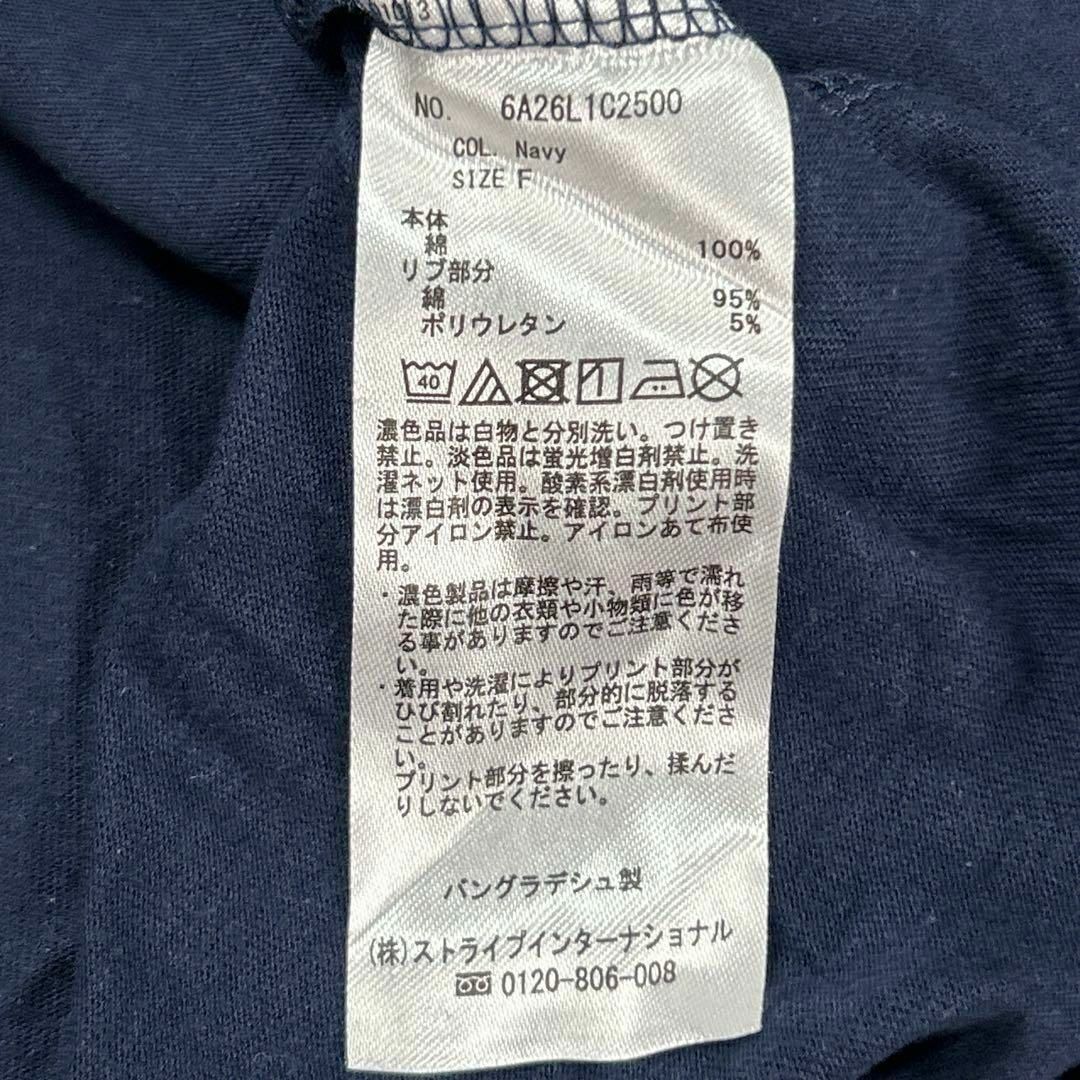 NO. 6A26L1C2500
COL. Navy
SIZE F
本体
綿 100%
リブ部分
綿 95%
ポリウレタン 5%
40
濃色品は白物と分別洗い。つけ置き
禁止。淡色品は蛍光増白剤禁止。洗
濯ネット使用。酸素系漂白剤使用時
は漂白剤の表示を確認。プリント部
分アイロン禁止。アイロンあて布使
用。
・濃色製品は摩擦や汗、雨等で濡れ
た際に他の衣類や小物類に色が移
る事がありますのでご注意くださ
い。
・着用や洗濯によりプリント部分が
ひび割れたり、部分的に脱落する
ことがありますのでご注意くださ
い。
プリント部分を擦ったり、揉んだ
りしないでください。
バングラデシュ製
(株)ストライプインターナショナル
0120-806-008